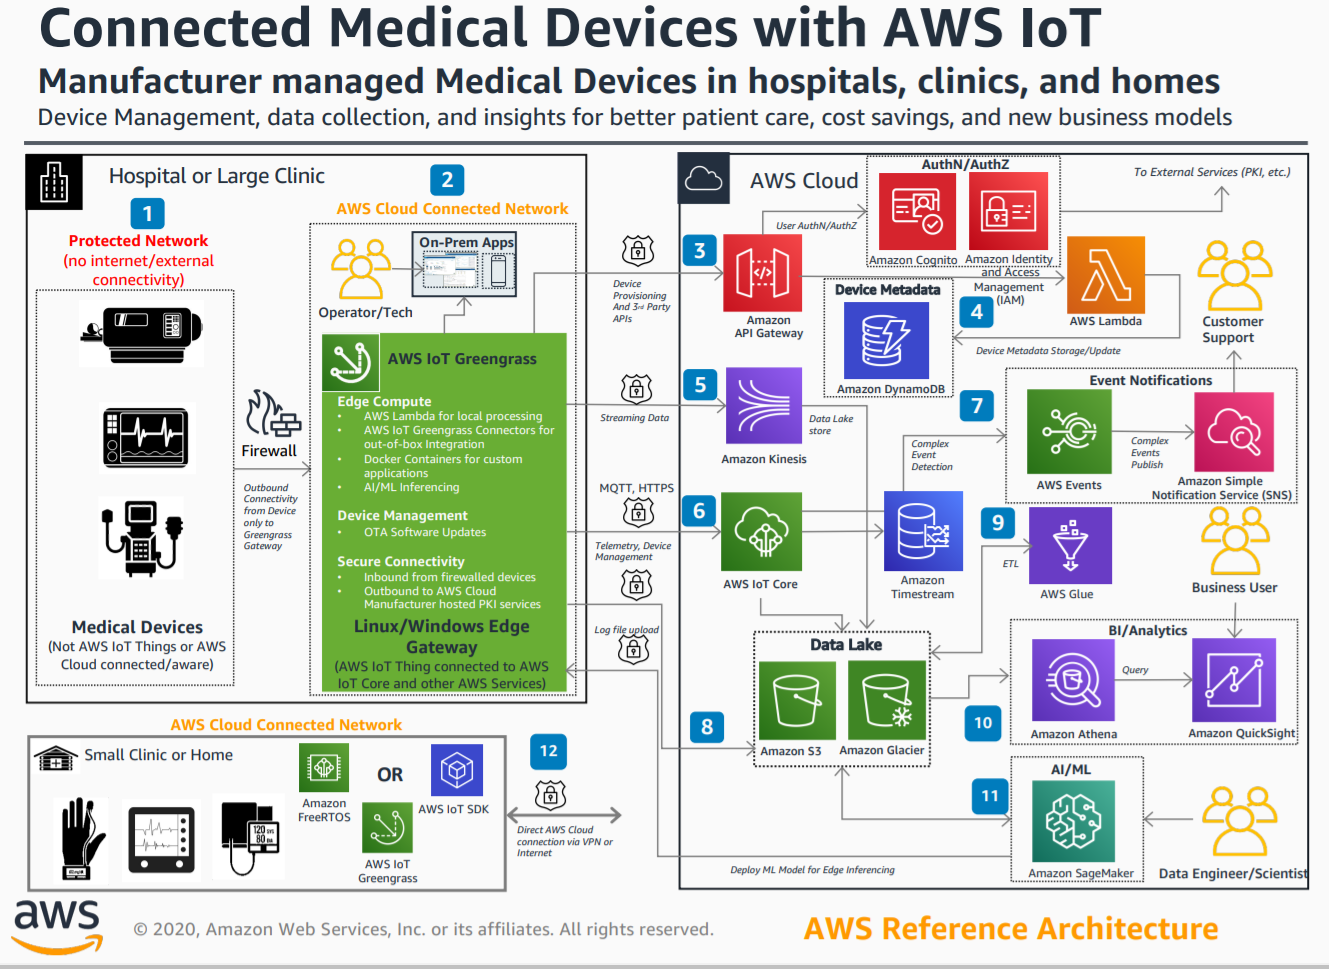 Connected Medical Devices with AWS IoT
Manufacturer managed Medical Devices in hospitals, clinics, and homes
Device Management, data collection, and insights for better patient care, cost savings, and new business models
Hospital or Large Clinic
1
Protected Network
(no internet/external
connectivity)
Medical Devices
(Not AWS IoT Things or AWS
Cloud connected/aware)
Firewall
Outbound
Connectivity
from Device
only to
Greengrass
Gateway
2
AWS Cloud Connected Network
Operator/Tech
On-Prem Apps
AWS IoT Greengrass
Edge Compute
• AWS Lambda for local processing
• AWS IoT Greengrass Connectors for
out-of-box Integration
• Docker Containers for custom
applications
• AI/ML Inferencing
Device Management
• OTA Software Updates
Secure Connectivity
• Inbound from firewalled devices
• Outbound to AWS Cloud
Manufacturer hosted PKI services
Linux/Windows Edge
Gateway
(AWS IoT Thing connected to AWS
IoT Core and other AWS Services)
Device
Provisioning
And 3rd Party
APIs
Streaming Data
MQTT, HTTPS
Telemetry, Device
Management
Log file upload
AWS Cloud
3
Amazon
API Gateway
User AuthN/AuthZ
AuthN/AuthZ
Amazon Cognito
Amazon Identity
and Access
Management
(IAM)
To External Services (PKI, etc.)
AWS Lambda
Customer
Support
Device Metadata
Amazon DynamoDB
4
Device Metadata Storage/Update
5
Amazon Kinesis
Data Lake
store
6
AWS IoT Core
Amazon
Timestream
Complex
Event
Detection
7
Event Notifications
AWS Events
Complex
Events
Publish
Amazon Simple
Notification Service (SNS)
8
Data Lake
Amazon S3
Amazon Glacier
9
ETL
AWS Glue
Business User
10
BI/Analytics
Amazon Athena
Query
Amazon QuickSight
11
AI/ML
Amazon SageMaker
Data Engineer/Scientist
Deploy ML Model for Edge Inferencing
AWS Cloud Connected Network
Small Clinic or Home
Amazon
FreeRTOS
OR
AWS IoT SDK
AWS IoT
Greengrass
120 SYS
80 DIA
12
Direct AWS Cloud
connection via VPN or
Internet
aws
© 2020, Amazon Web Services, Inc. or its affiliates. All rights reserved.
AWS Reference Architecture